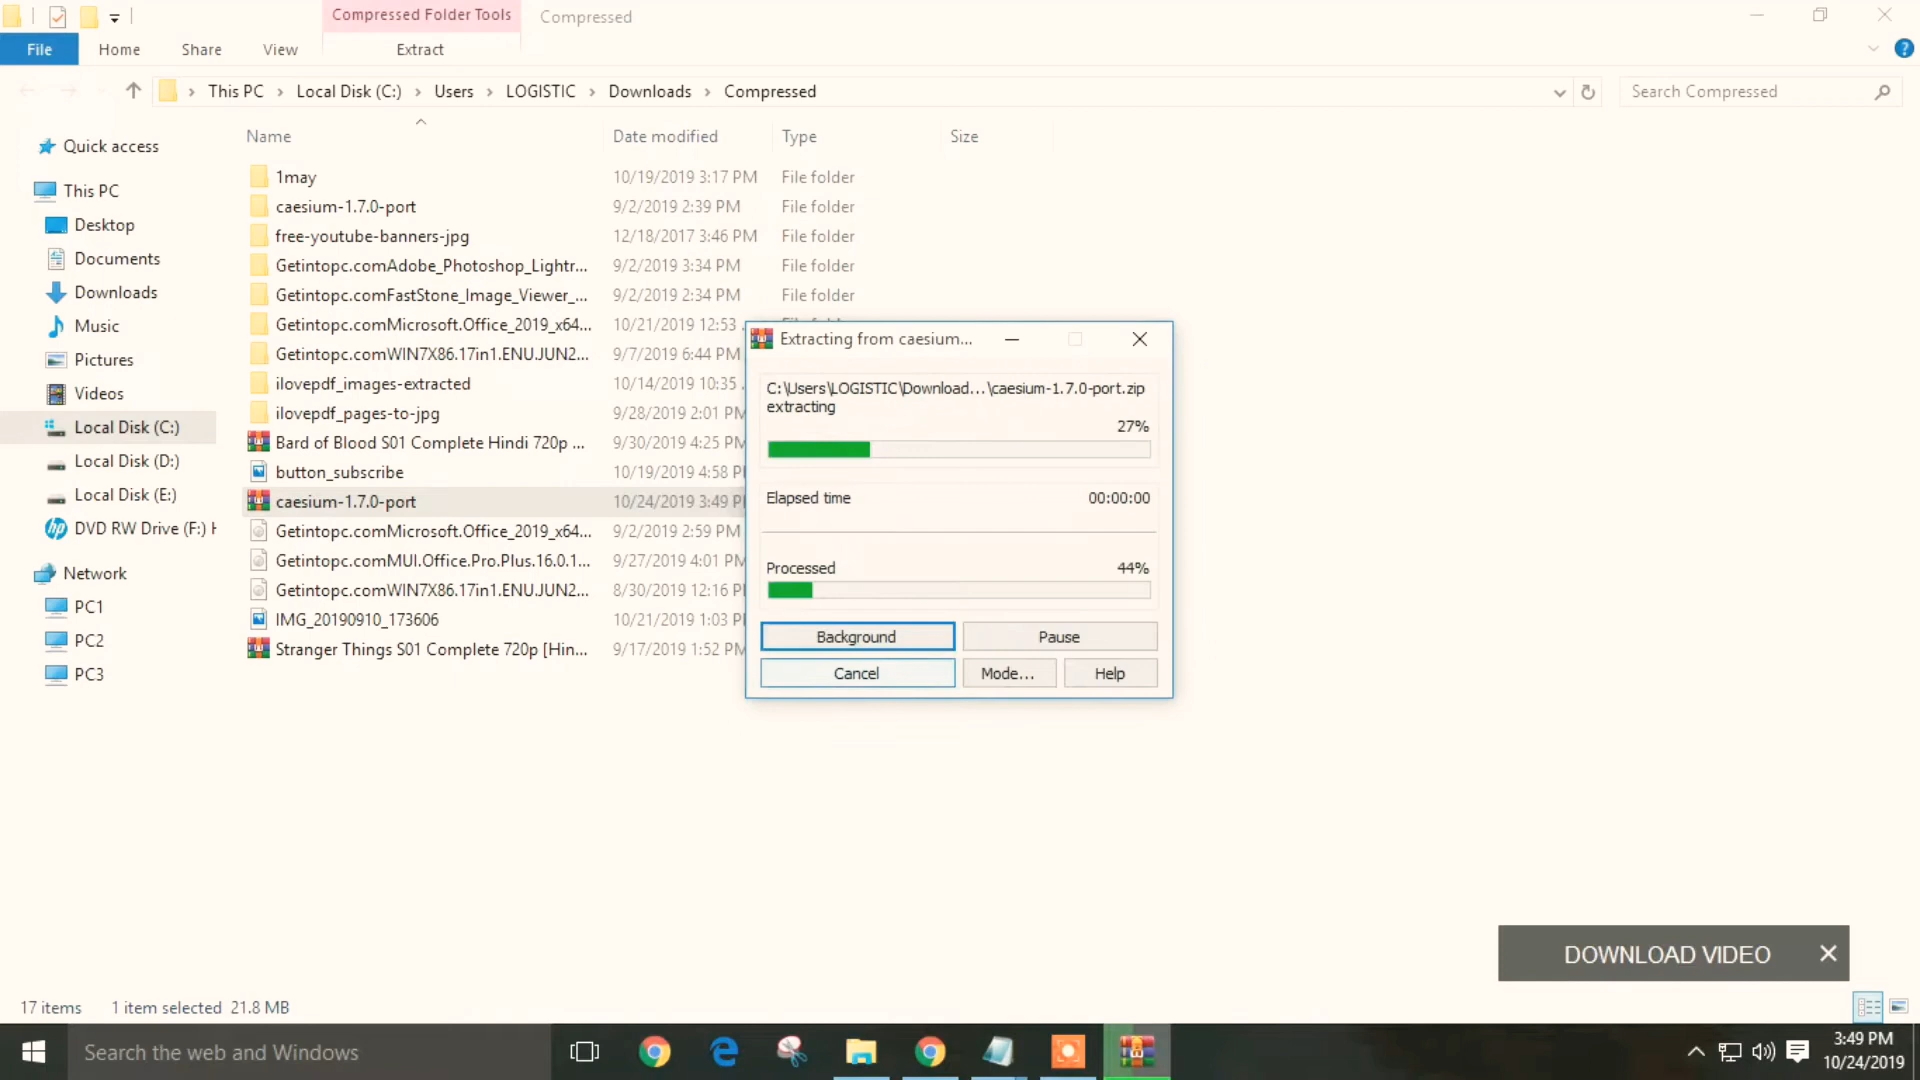 Compressed Folder Tools
Compressed
File
Home
Share
View
Extract
This PC
Local Disk (C:)
Users
LOGISTIC
Downloads
Compressed
Search Compressed
Name
Date modified
Type
Size
Quick access
This PC
Desktop
Documents
Downloads
Music
Pictures
Videos
Local Disk (C:)
Local Disk (D:)
Local Disk (E:)
DVD RW Drive (F:)
Network
PC1
PC2
PC3
1may 10/19/2019 3:17 PM File folder
caesium-1.7.0-port 9/2/2019 2:39 PM File folder
free-youtube-banners-jpg 12/18/2017 3:46 PM File folder
Getintopc.comAdobe_Photoshop_Lightr... 9/2/2019 3:34 PM File folder
Getintopc.comFastStone_Image_Viewer_... 9/2/2019 2:34 PM File folder
Getintopc.comMicrosoft.Office_2019_x64... 10/21/2019 12:53
Getintopc.comWIN7X86.17in1.ENU.JUN2... 9/7/2019 6:44 PM
ilovepdf_images-extracted 10/14/2019 10:35
ilovepdf_pages-to-jpg 9/28/2019 2:01 PM
Bard of Blood S01 Complete Hindi 720p ... 9/30/2019 4:25 PM
button_subscribe 10/19/2019 4:58
caesium-1.7.0-port 10/24/2019 3:49
Getintopc.comMicrosoft.Office_2019_x64... 9/2/2019 2:59 PM
Getintopc.comMUI.Office.Pro.Plus.16.0.1... 9/27/2019 4:01 PM
Getintopc.comWIN7X86.17in1.ENU.JUN2... 8/30/2019 12:16
IMG_20190910_173606 10/21/2019 1:03
Stranger Things S01 Complete 720p [Hin... 9/17/2019 1:52 PM
Extracting from caesium...
C:\Users\LOGISTIC\Download...\caesium-1.7.0-port.zip
extracting
27%
Elapsed time 00:00:00
Processed 44%
Background
Pause
Cancel
Mode...
Help
DOWNLOAD VIDEO
17 items 1 item selected 21.8 MB
Search the web and Windows
3:49 PM
10/24/2019